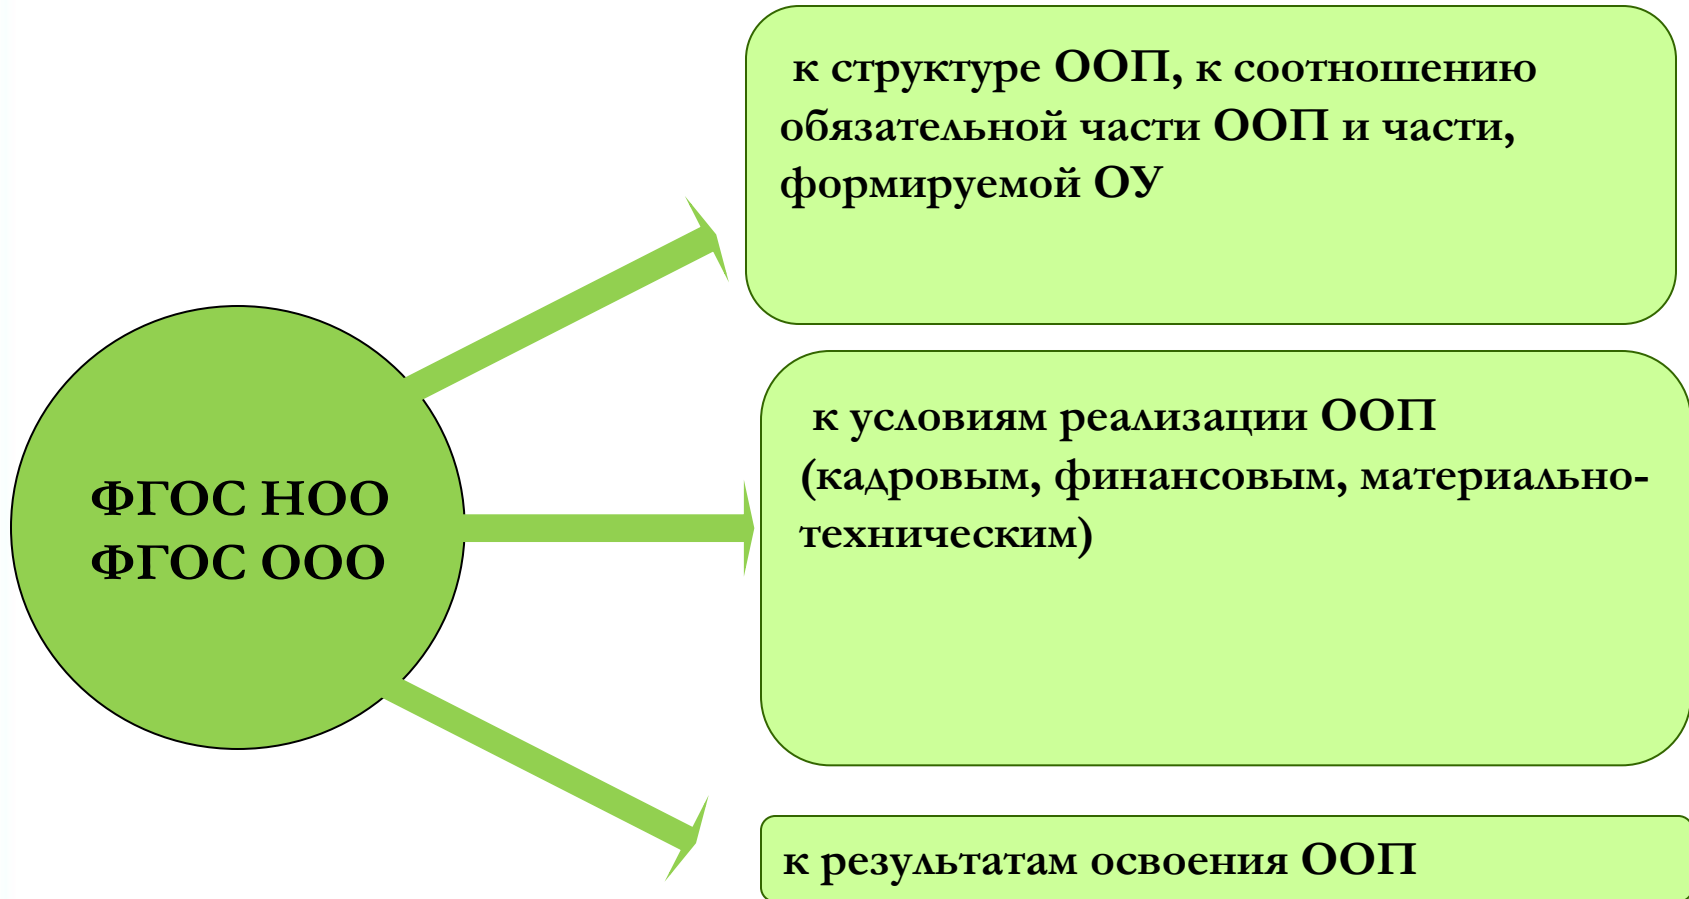 к структуре ООП, к соотношению
обязательной части ООП и части,
формируемой ОУ
ФГОС НОО
ФГОС ООО
к условиям реализации ООП
(кадровым, финансовым, материально-
техническим)
к результатам освоения ООП